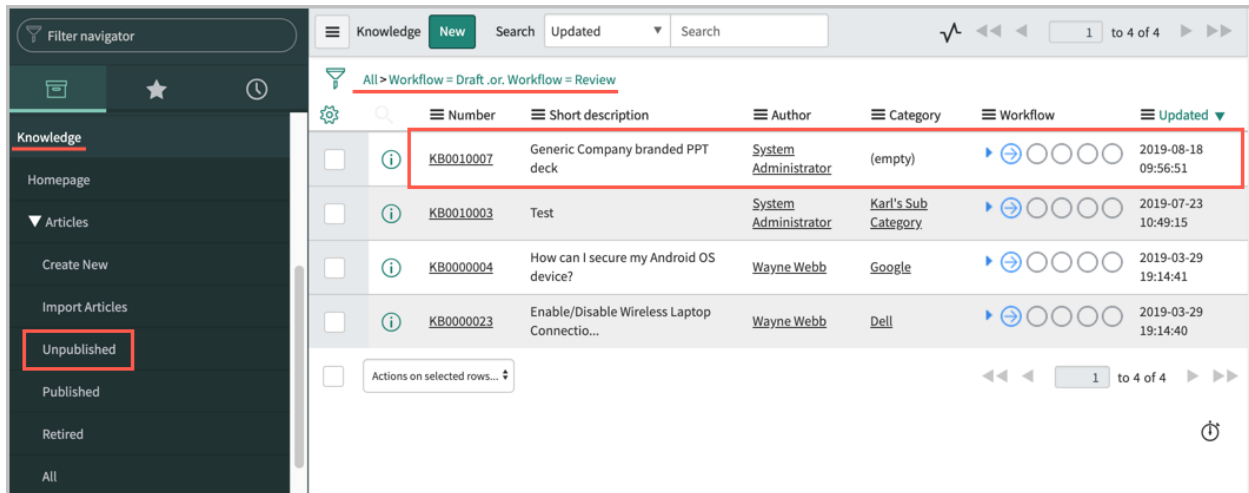 Filter navigator
Knowledge
Homepage
Articles
Create New
Import Articles
Unpublished
Published
Retired
All
Knowledge New Search Updated Search 1 to 4 of 4
All > Workflow = Draft .or. Workflow = Review
Number Short description Author Category Workflow Updated
KB0010007 Generic Company branded PPT deck System Administrator (empty) 2019-08-18 09:56:51
KB0010003 Test System Administrator Karl's Sub Category 2019-07-23 10:49:15
KB0000004 How can I secure my Android OS device? Wayne Webb Google 2019-03-29 19:14:41
KB0000023 Enable/Disable Wireless Laptop Connectio... Wayne Webb Dell 2019-03-29 19:14:40
Actions on selected rows... 1 to 4 of 4